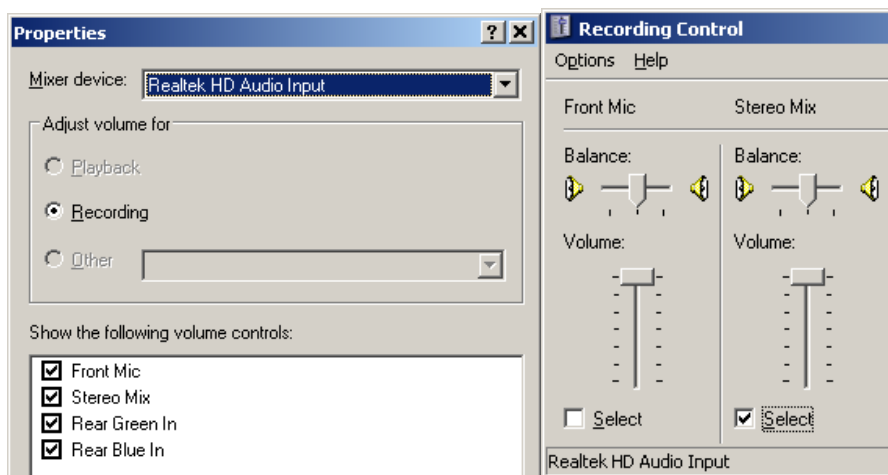 Properties
Mixer device: Realtek HD Audio Input
Adjust volume for
Playback
Recording
Other
Show the following volume controls:
Front Mic
Stereo Mix
Rear Green In
Rear Blue In
Recording Control
Options Help
Front Mic Stereo Mix
Balance: Balance:
Volume: Volume:
Select Select
Realtek HD Audio Input